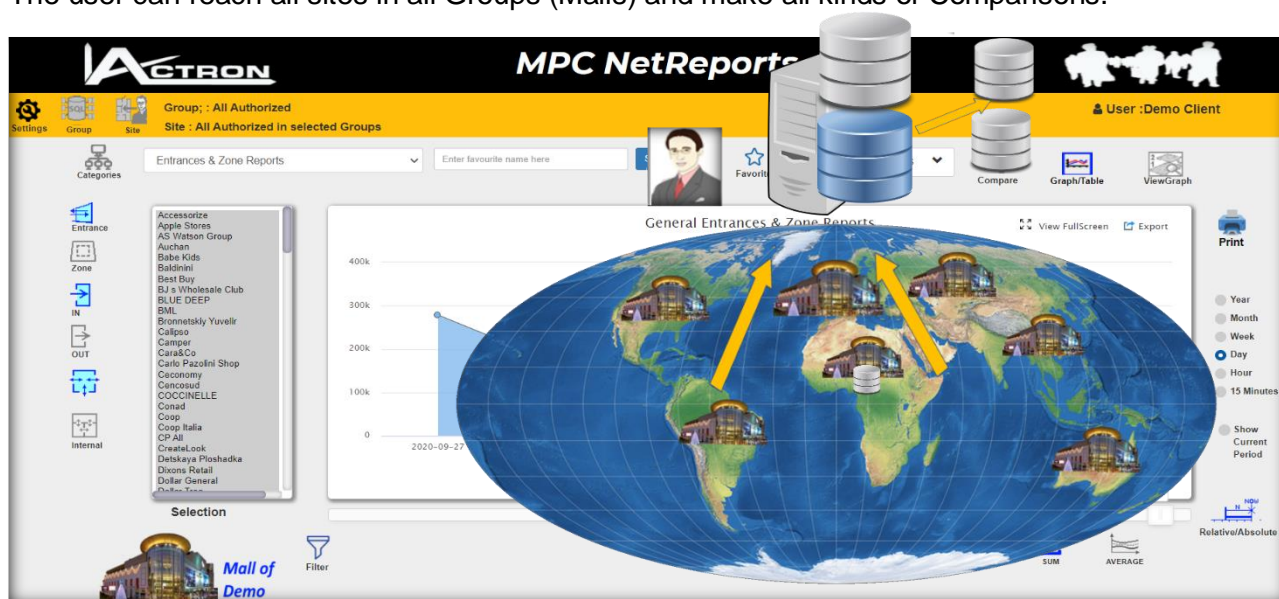 The user can reach all sites in all Groups (Malls) and make all kinds of Comparisons.
ACTRON
MPC NetReports
Settings
Group
Site
Group; : All Authorized
Site : All Authorized in selected Groups
User :Demo Client
Categories
Entrances & Zone Reports
Enter favourite name here
Compare
Graph/Table
ViewGraph
Entrance
Zone
IN
OUT
Internal
Accessorize
Apple Stores
AS Watson Group
Auchan
Babe Kids
Baldinini
Best Buy
BJ s Wholesale Club
BLUE DEEP
BML
Bronnetskiy Yuvelir
Calipso
Camper
Cara&Co
Carlo Pazolini Shop
Ceconomy
Cencosud
COCCINELLE
Conad
Coop
Coop Italia
CP All
CreateLook
Detskaya Ploshadka
Dixons Retail
Dollar General
Dollar Tree
Selection
General Entrances & Zone Reports
View FullScreen
Export
400k
300k
200k
100k
0
2020-09-27
Print
Year
Month
Week
Day
Hour
15 Minutes
Show
Current
Period
NOW
Relative/Absolute
Mall of
Demo
Filter
SUM
AVERAGE